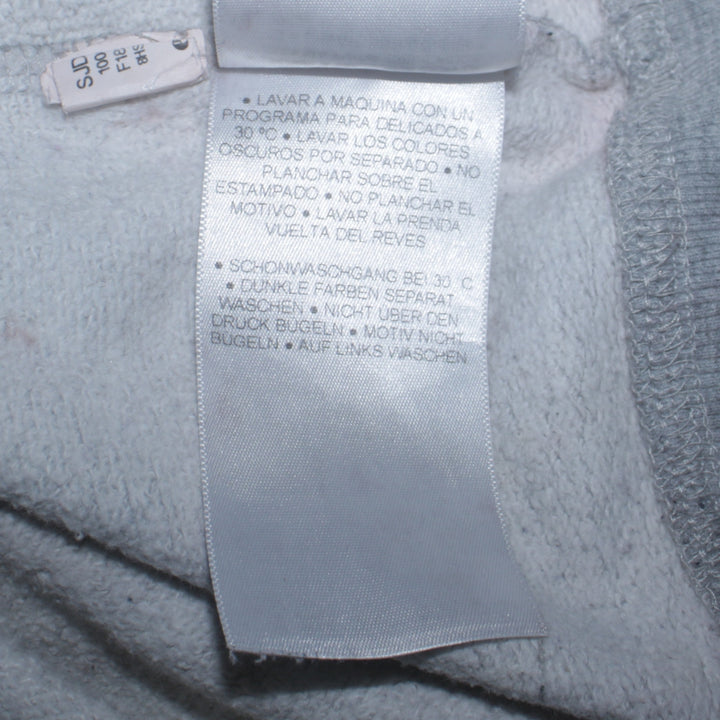 SJD
100
F18
• LAVAR A MAQUINA CON UN
PROGRAMA PARA DELICADOS A
30 ºC • LAVAR LOS COLORES
OSCUROS POR SEPARADO • NO
PLANCHAR SOBRE EL
ESTAMPADO • NO PLANCHAR EL
MOTIVO • LAVAR LA PRENDA
VUELTA DEL REVES
• SCHONWASCHGANG BEI 30 C
• DUNKLE FARBEN SEPARAT
WASCHEN • NICHT ÜBER DEN
DRUCK BÜGELN • MOTIV NICHT
BÜGELN • AUF LINKS WASCHEN